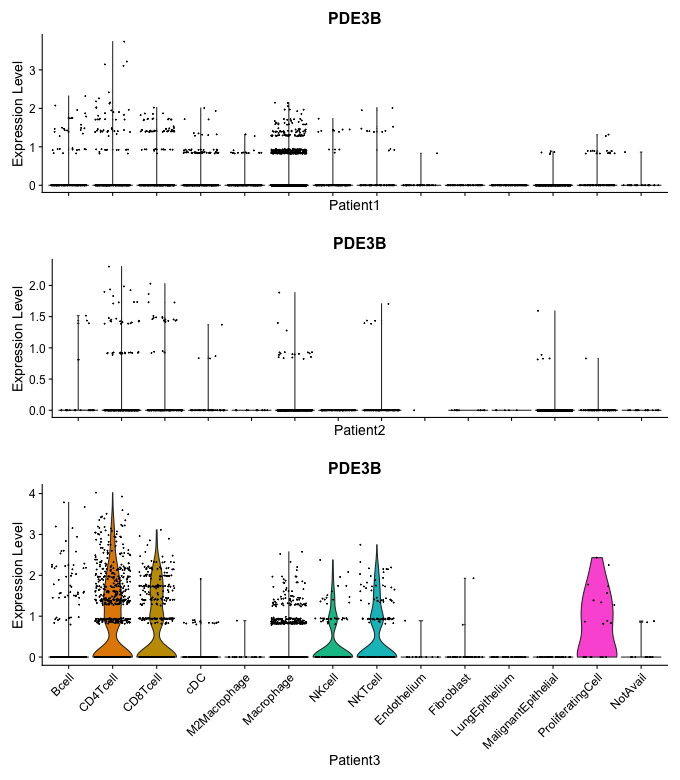 PDE3B
Expression Level
3
2
1
0
Patient1
PDE3B
Expression Level
2.0
1.5
1.0
0.5
0.0
Patient2
PDE3B
Expression Level
4
3
2
1
0
Bcell
CD4Tcell
CD8Tcell
cDC
M2Macrophage
Macrophage
NKcell
NKTcell
Endothelium
Fibroblast
LungEpithelium
MalignantEpithelial
ProliferatingCell
NotAvail
Patient3